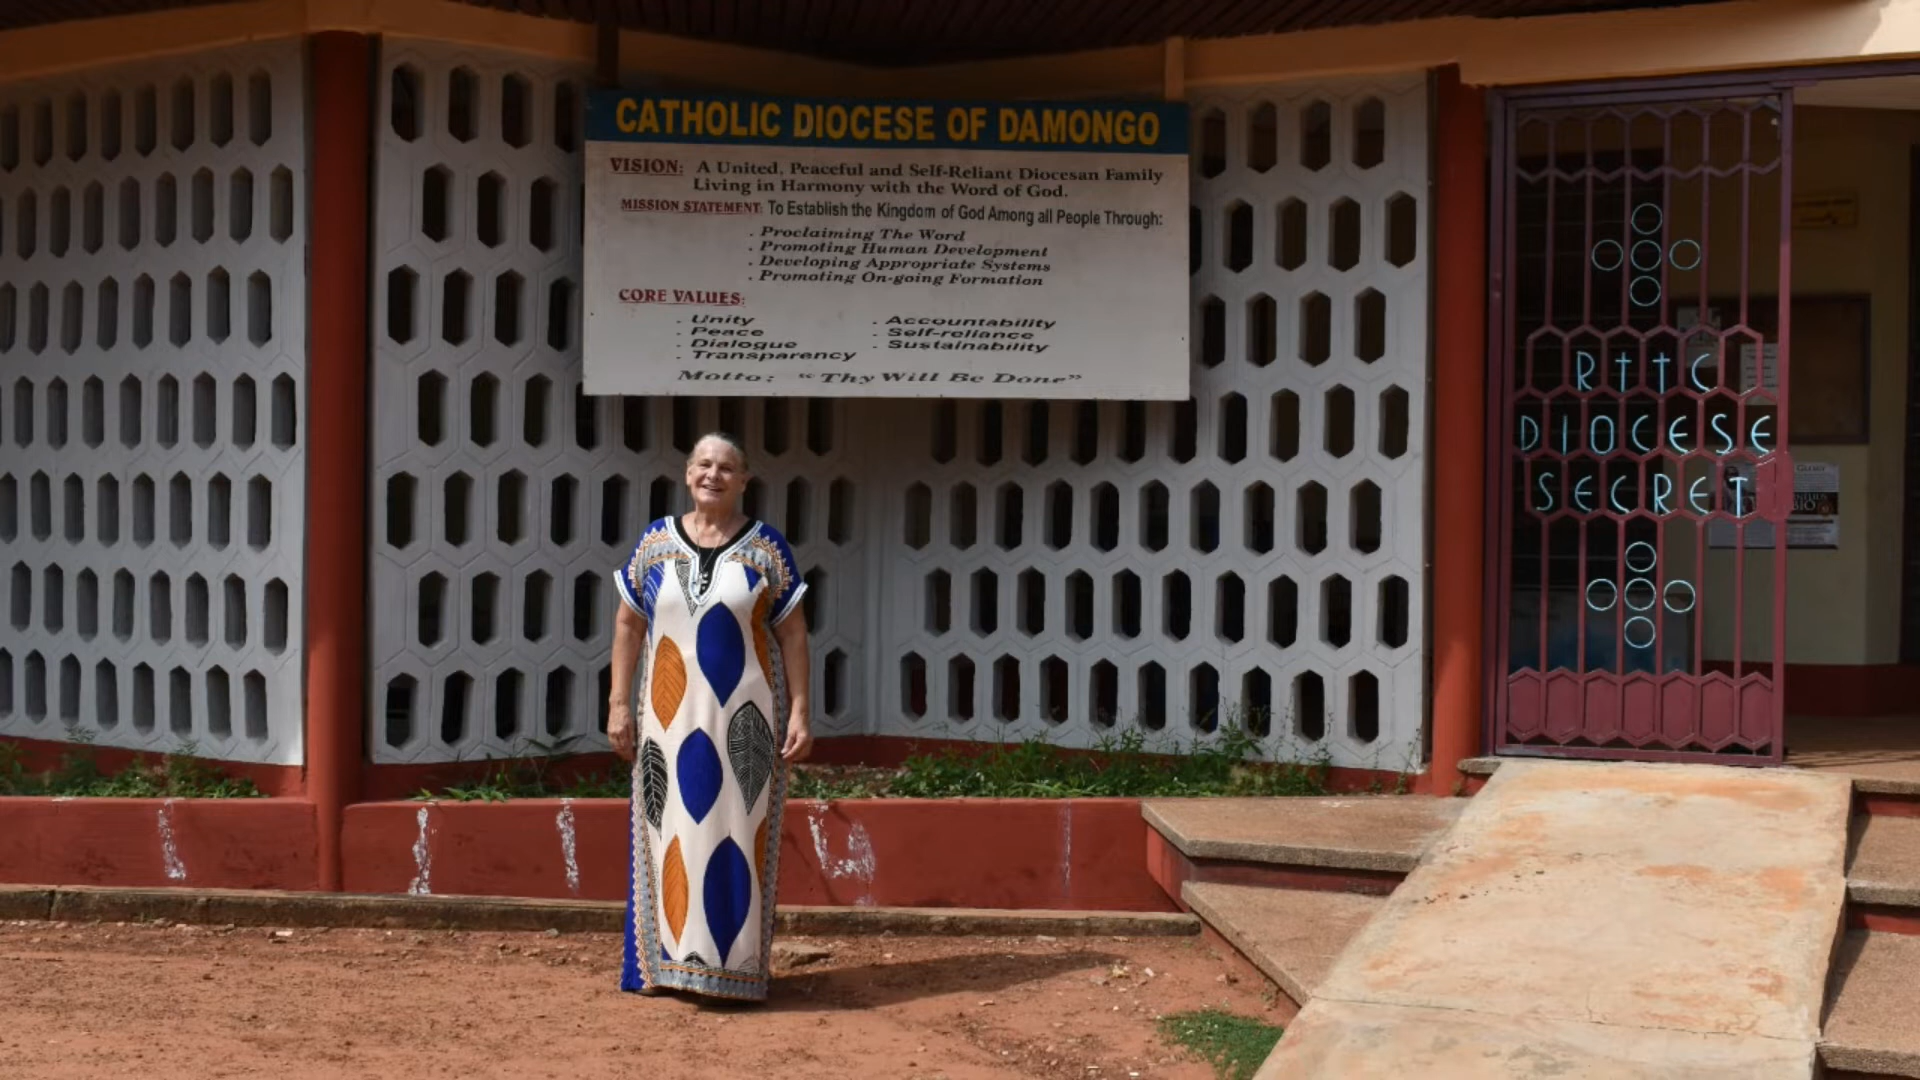 CATHOLIC DIOCESE OF DAMONGO
VISION: A United, Peaceful and Self-Reliant Diocesan Family
Living in Harmony with the Word of God.
MISSION STATEMENT: To Establish the Kingdom of God Among all People Through:
. Proclaiming The Word
. Promoting Human Development
. Developing Appropriate Systems
. Promoting On-going Formation
CORE VALUES:
. Unity
. Peace
. Dialogue
. Transparency
. Accountability
. Self-reliance
. Sustainability
Motto: “Thy Will Be Done”
RTTC
DIOCESE
SECRET